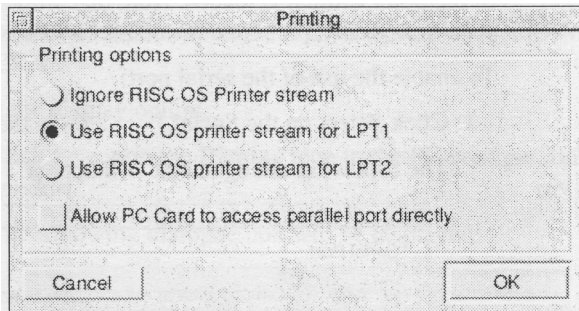 Printing
Printing options
Ignore RISC OS Printer stream
Use RISC OS printer stream for LPT1
Use RISC OS printer stream for LPT2
Allow PC Card to access parallel port directly
Cancel
OK